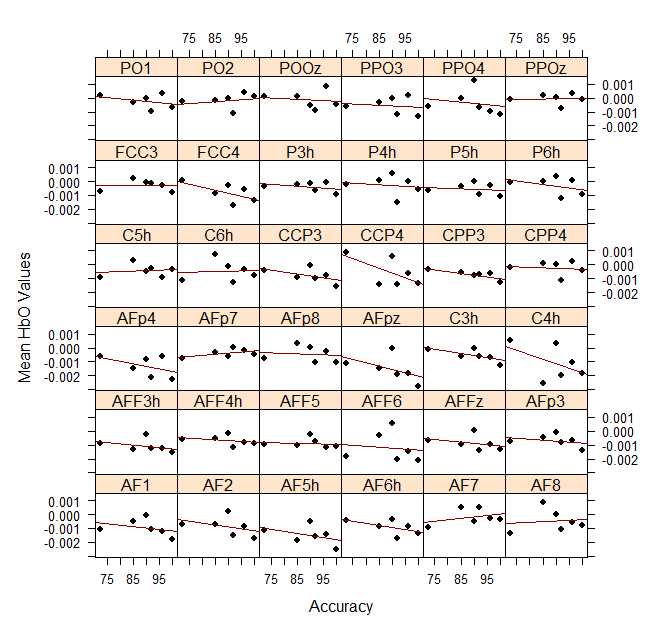 75 85 95
PO1 PO2 POOz PPO3 PPO4 PPOz
0.001
0.000
-0.001
-0.002
FCC3 FCC4 P3h P4h P5h P6h
0.001
0.000
-0.001
-0.002
C5h C6h CCP3 CCP4 CPP3 CPP4
0.001
0.000
-0.001
-0.002
AFp4 AFp7 AFp8 AFpz C3h C4h
0.001
0.000
-0.001
-0.002
AFF3h AFF4h AFF5 AFF6 AFFz AFp3
0.001
0.000
-0.001
-0.002
AF1 AF2 AF5h AF6h AF7 AF8
0.001
0.000
-0.001
-0.002
75 85 95 75 85 95 75 85 95
Mean HbO Values
Accuracy
75 85 95 75 85 95